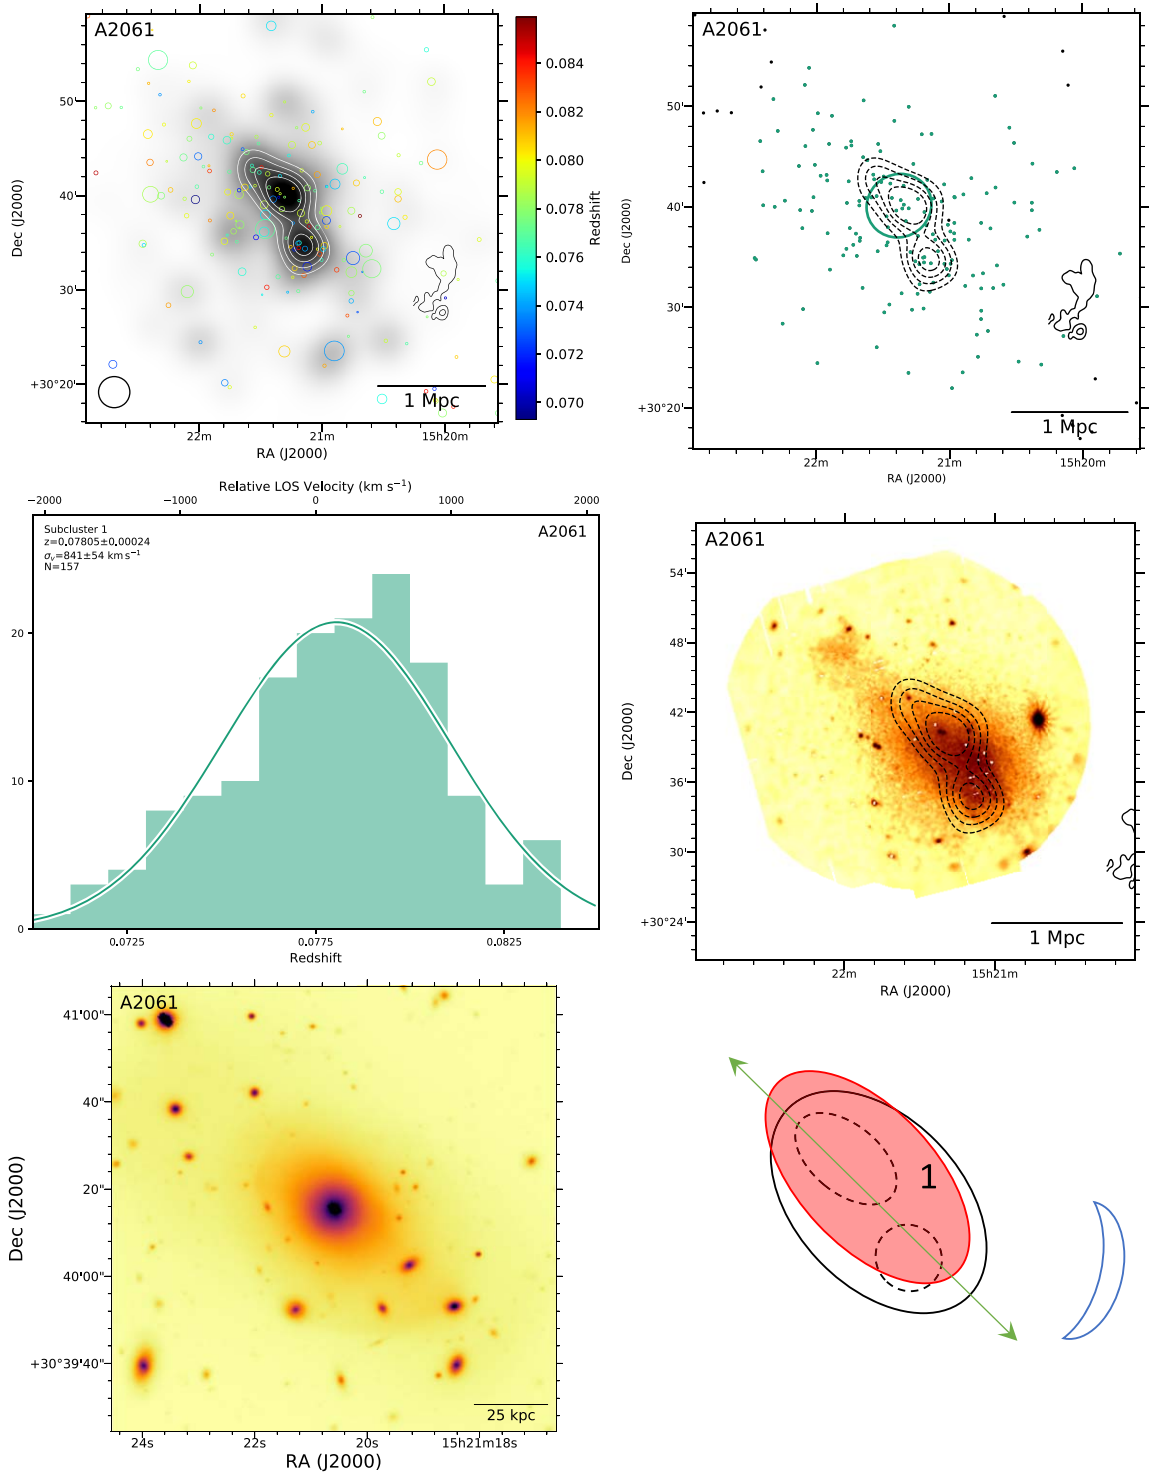 A2061
50'
40'
30'
+30°20'
22m
21m
15h20m
RA (J2000)
Dec (J2000)
1 Mpc
0.084
0.082
0.080
0.078
0.076
0.074
0.072
0.070
Redshift
A2061
50'
40'
30'
+30°20'
22m
21m
15h20m
RA (J2000)
Dec (J2000)
1 Mpc
Relative LOS Velocity (km s⁻¹)
−2000
−1000
0
1000
2000
Subcluster 1
z=0.07805±0.00024
σᵥ=841±54 km s⁻¹
N=157
A2061
20
10
0
0.0725
0.0775
0.0825
Redshift
A2061
54'
48'
42'
36'
30'
+30°24'
22m
15h21m
RA (J2000)
Dec (J2000)
1 Mpc
A2061
41'00"
40"
20"
40'00"
+30°39'40"
24s
22s
20s
15h21m18s
RA (J2000)
Dec (J2000)
25 kpc
1